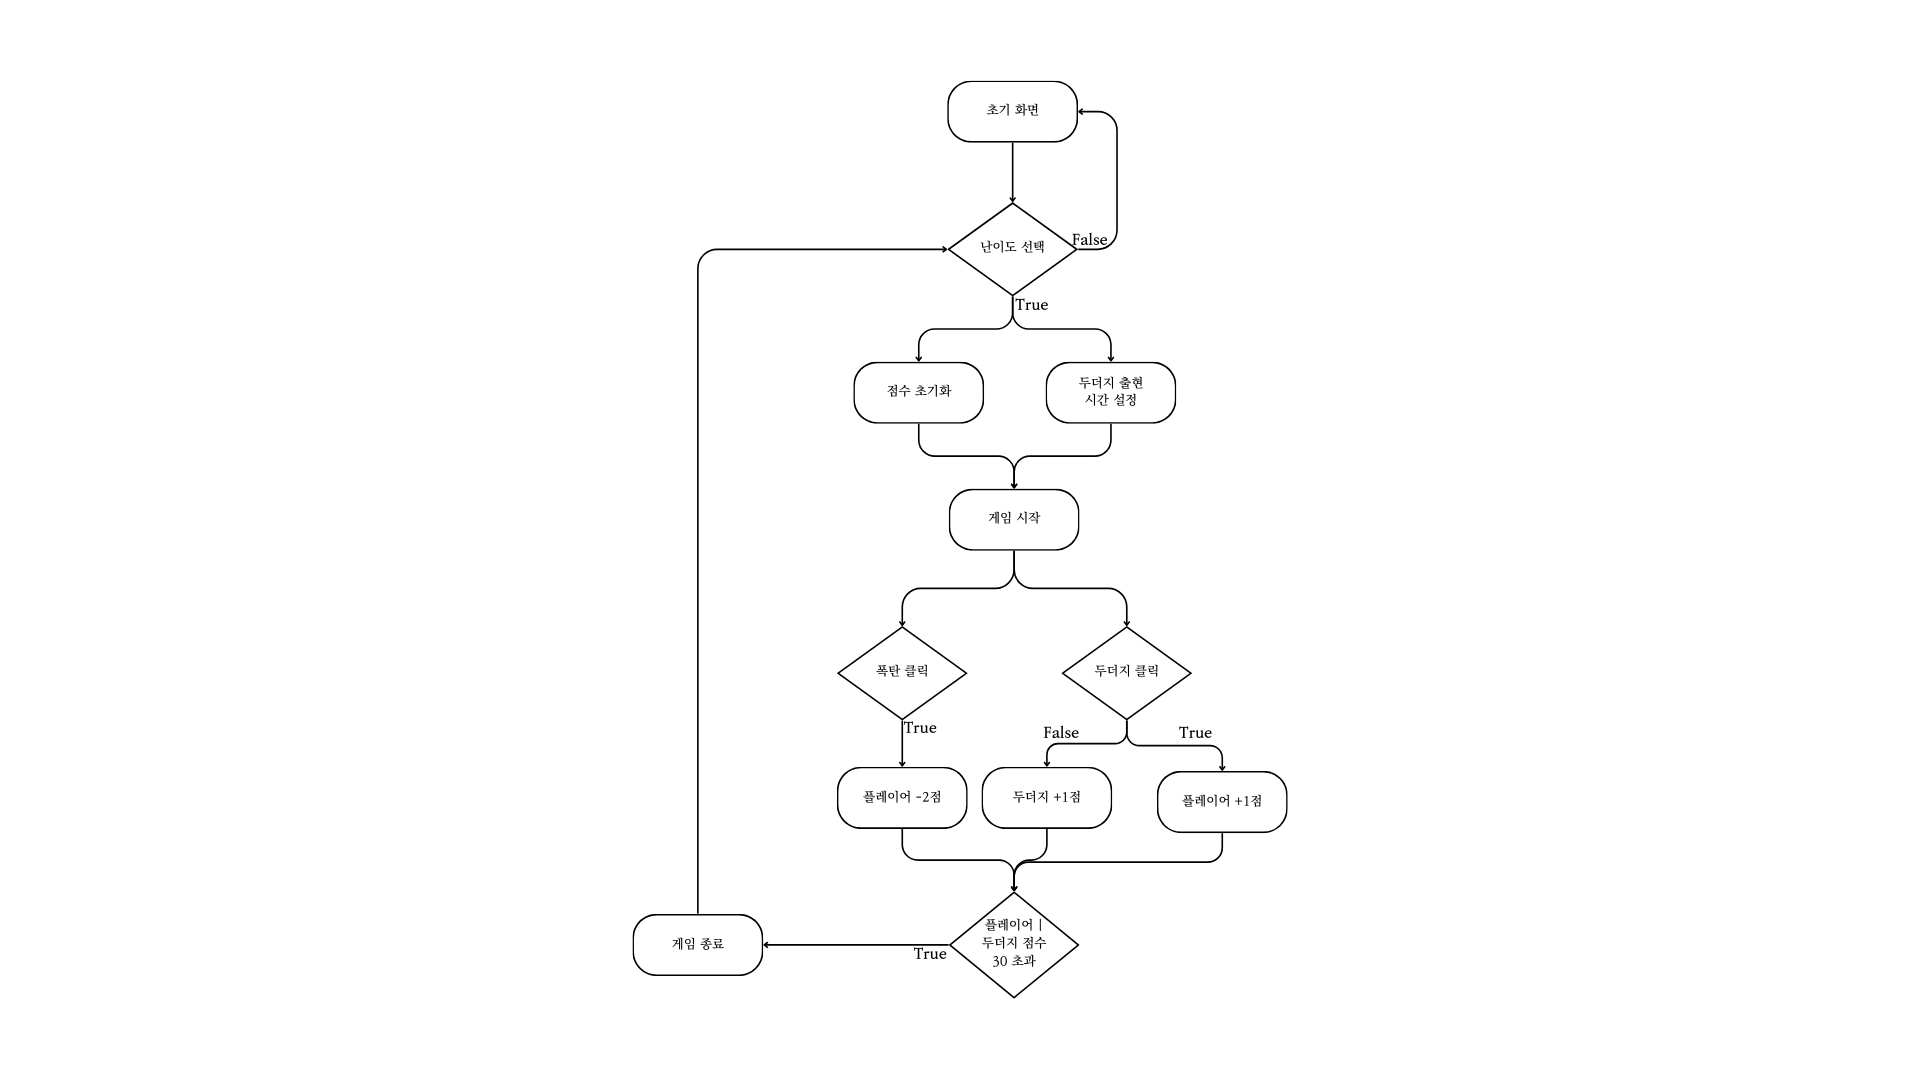 초기 화면
난이도 선택
False
True
점수 초기화
두더지 출현
시간 설정
게임 시작
폭탄 클릭
두더지 클릭
True
False
True
플레이어 -2점
두더지 +1점
플레이어 +1점
플레이어 |
두더지 점수
30 초과
True
게임 종료